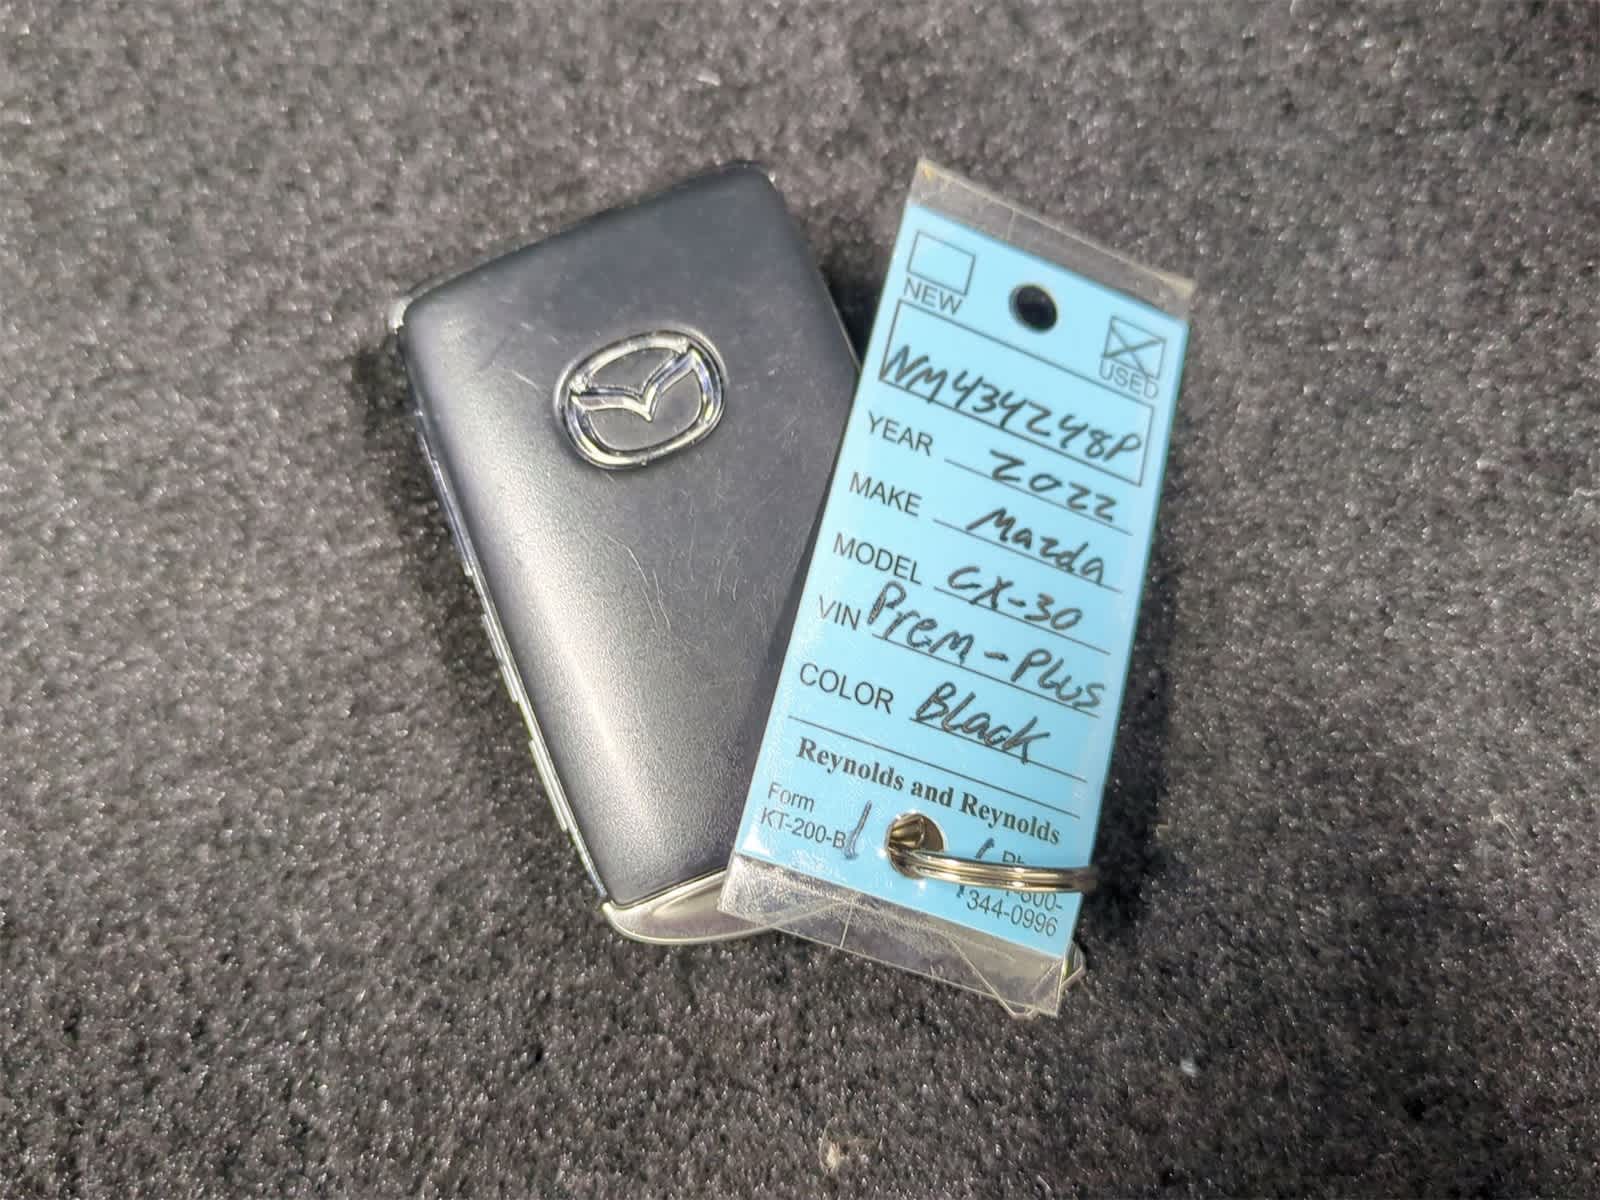 NEW
USED
NM434248P
YEAR 2022
MAKE Mazda
MODEL CX-30
VIN Prem-Plus
COLOR Black
Reynolds and Reynolds
Form
KT-200-B
344-0996